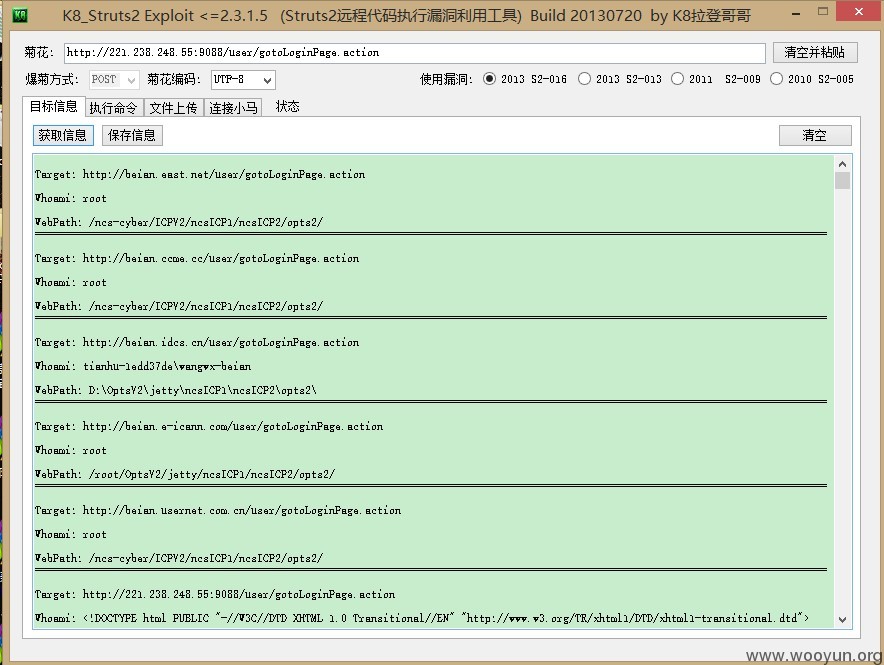 K8_Struts2 Exploit <=2.3.1.5 (Struts2远程代码执行漏洞利用工具) Build 20130720 by K8拉登哥哥
菊花: http://221.238.248.55:9088/user/gotoLoginPage.action 清空并粘贴
爆菊方式: POST 菊花编码: UTF-8 使用漏洞: 2013 S2-016 2013 S2-013 2011 S2-009 2010 S2-005
目标信息 执行命令 文件上传 连接小马 状态
获取信息 保存信息 清空
Target: http://beian.east.net/user/gotoLoginPage.action
Whoami: root
WebPath: /ncs-cyber/ICPV2/ncsICP1/ncsICP2/opts2/
Target: http://beian.ccme.cc/user/gotoLoginPage.action
Whoami: root
WebPath: /ncs-cyber/ICPV2/ncsICP1/ncsICP2/opts2/
Target: http://beian.idcs.cn/user/gotoLoginPage.action
Whoami: tianhu-1edd37de\wangwx-beian
WebPath: D:\OptsV2\jetty\ncsICP1\ncsICP2\opts2\
Target: http://beian.e-icann.com/user/gotoLoginPage.action
Whoami: root
WebPath: /root/OptsV2/jetty/ncsICP1/ncsICP2/opts2/
Target: http://beian.usernet.com.cn/user/gotoLoginPage.action
Whoami: root
WebPath: /ncs-cyber/ICPV2/ncsICP1/ncsICP2/opts2/
Target: http://221.238.248.55:9088/user/gotoLoginPage.action
Whoami: <!DOCTYPE html PUBLIC "-//W3C//DTD XHTML 1.0 Transitional//EN" "http://www.w3.org/TR/xhtml1/DTD/xhtml1-transitional.dtd">
www.wooyun.org